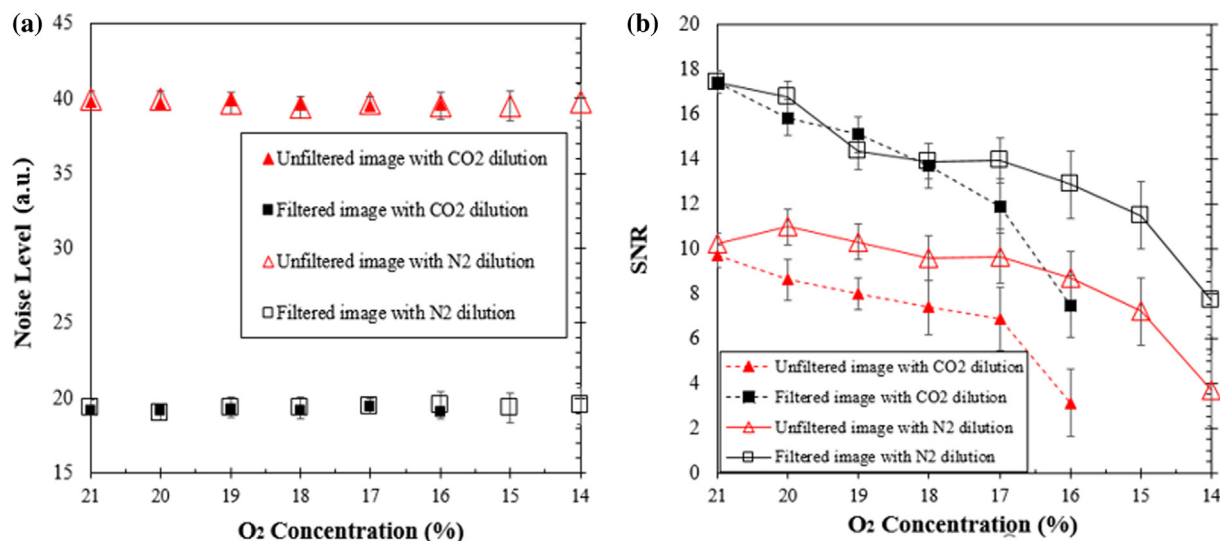 (a)
45
40
35
30
25
20
15
Noise Level (a.u.)
Unfiltered image with CO2 dilution
Filtered image with CO2 dilution
Unfiltered image with N2 dilution
Filtered image with N2 dilution
21 20 19 18 17 16 15 14
O2 Concentration (%)
(b)
20
18
16
14
12
10
8
6
4
2
0
SNR
Unfiltered image with CO2 dilution
Filtered image with CO2 dilution
Unfiltered image with N2 dilution
Filtered image with N2 dilution
21 20 19 18 17 16 15 14
O2 Concentration (%)